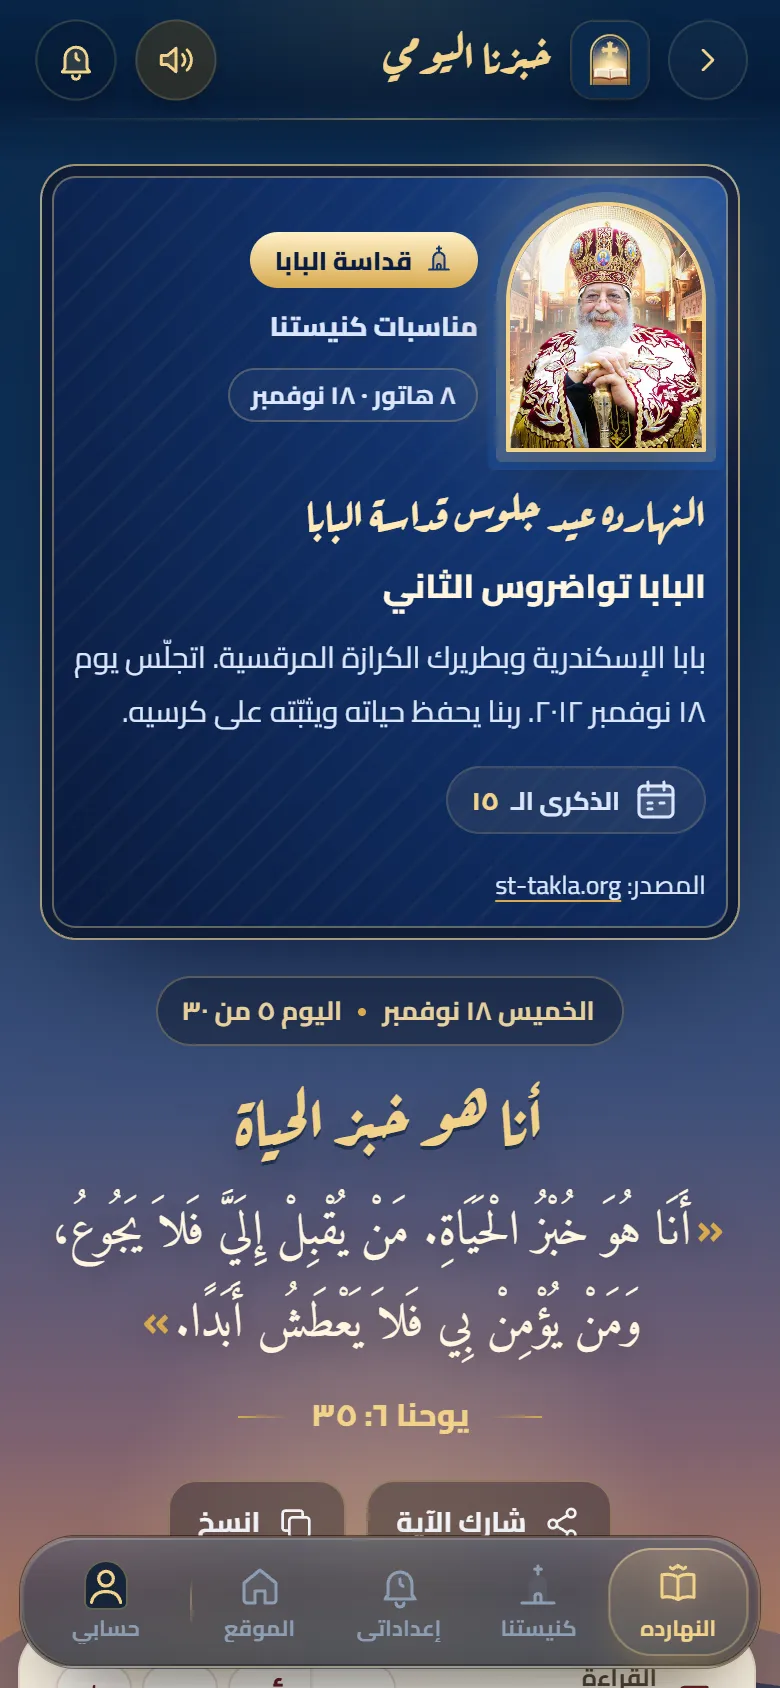 خبزنا اليومي
قداسة البابا
مناسبات كنيستنا
٨ هاتور · ١٨ نوفمبر
النهارده عيد جلوس قداسة البابا
البابا تواضروس الثاني
بابا الإسكندرية وبطريرك الكرازة المرقسية. اتجلّس يوم
١٨ نوفمبر ٢٠١٢. ربنا يحفظ حياته ويثبّته على كرسيه.
الذكرى الـ ١٥
المصدر: st-takla.org
الخميس ١٨ نوفمبر • اليوم ٥ من ٣٠
أنا هو خبز الحياة
«أَنَا هُوَ خُبْزُ الْحَيَاةِ. مَنْ يُقْبِلْ إِلَيَّ فَلاَ يَجُوعُ،
وَمَنْ يُؤْمِنْ بِي فَلاَ يَعْطَشُ أَبَدًا.»
يوحنا ٦: ٣٥
شارك الآية
انسخ
النهارده
كنيستنا
إعداداتي
الموقع
حسابي
القراءة